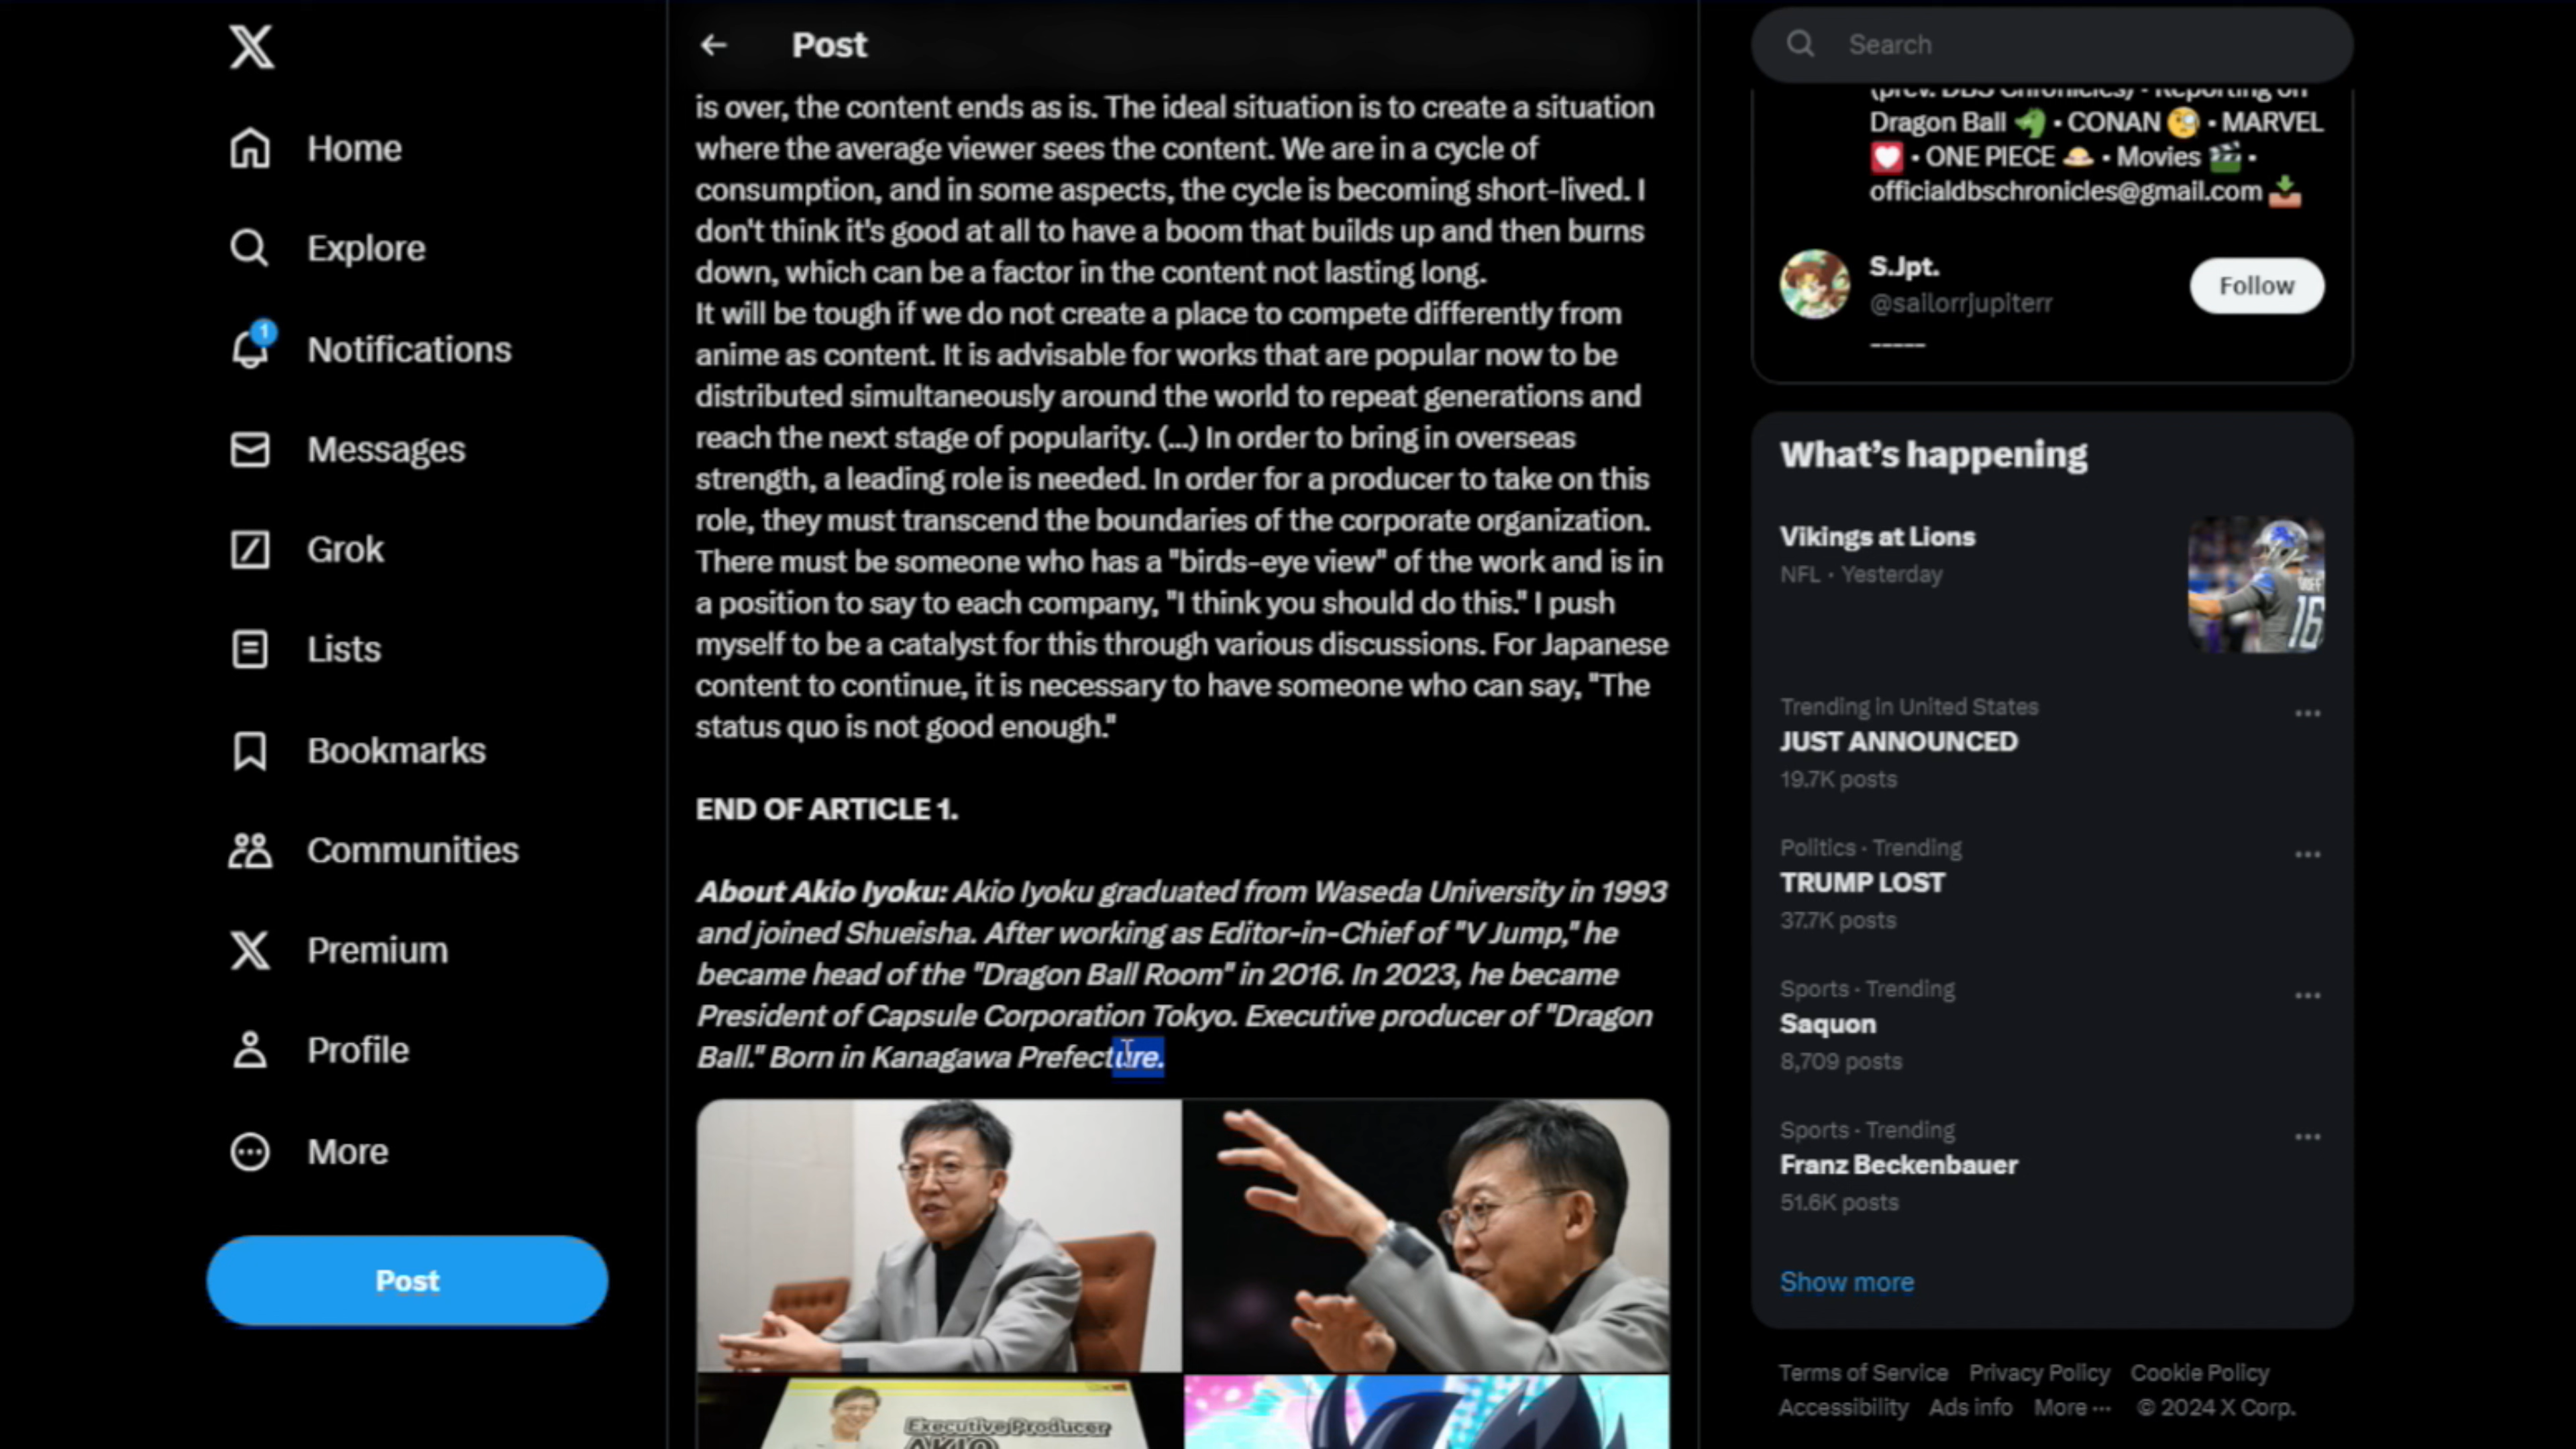 Home
Explore
1
Notifications
Messages
Grok
Lists
Bookmarks
Communities
Premium
Profile
More
Post
Post
is over, the content ends as is. The ideal situation is to create a situation
where the average viewer sees the content. We are in a cycle of
consumption, and in some aspects, the cycle is becoming short-lived. I
don't think it's good at all to have a boom that builds up and then burns
down, which can be a factor in the content not lasting long.
It will be tough if we do not create a place to compete differently from
anime as content. It is advisable for works that are popular now to be
distributed simultaneously around the world to repeat generations and
reach the next stage of popularity. (...) In order to bring in overseas
strength, a leading role is needed. In order for a producer to take on this
role, they must transcend the boundaries of the corporate organization.
There must be someone who has a "birds-eye view" of the work and is in
a position to say to each company, "I think you should do this." I push
myself to be a catalyst for this through various discussions. For Japanese
content to continue, it is necessary to have someone who can say, "The
status quo is not good enough."
END OF ARTICLE 1.
About Akio Iyoku: Akio Iyoku graduated from Waseda University in 1993
and joined Shueisha. After working as Editor-in-Chief of "V Jump," he
became head of the "Dragon Ball Room" in 2016. In 2023, he became
President of Capsule Corporation Tokyo. Executive producer of "Dragon
Ball." Born in Kanagawa Prefecture.
16
Executive Producer
AKIO
Search
(prev. DBS Chronicles) • Reporting on
Dragon Ball 🐉 • CONAN 🧐 • MARVEL
💟 • ONE PIECE 👒 • Movies 🎬 •
officialdbschronicles@gmail.com 📥
S.Jpt.
@sailorrjupiterr
Follow
-----
What's happening
Vikings at Lions
NFL · Yesterday
Trending in United States
JUST ANNOUNCED
19.7K posts
Politics · Trending
TRUMP LOST
37.7K posts
Sports · Trending
Saquon
8,709 posts
Sports · Trending
Franz Beckenbauer
51.6K posts
Show more
Terms of Service Privacy Policy Cookie Policy
Accessibility Ads info More ··· © 2024 X Corp.